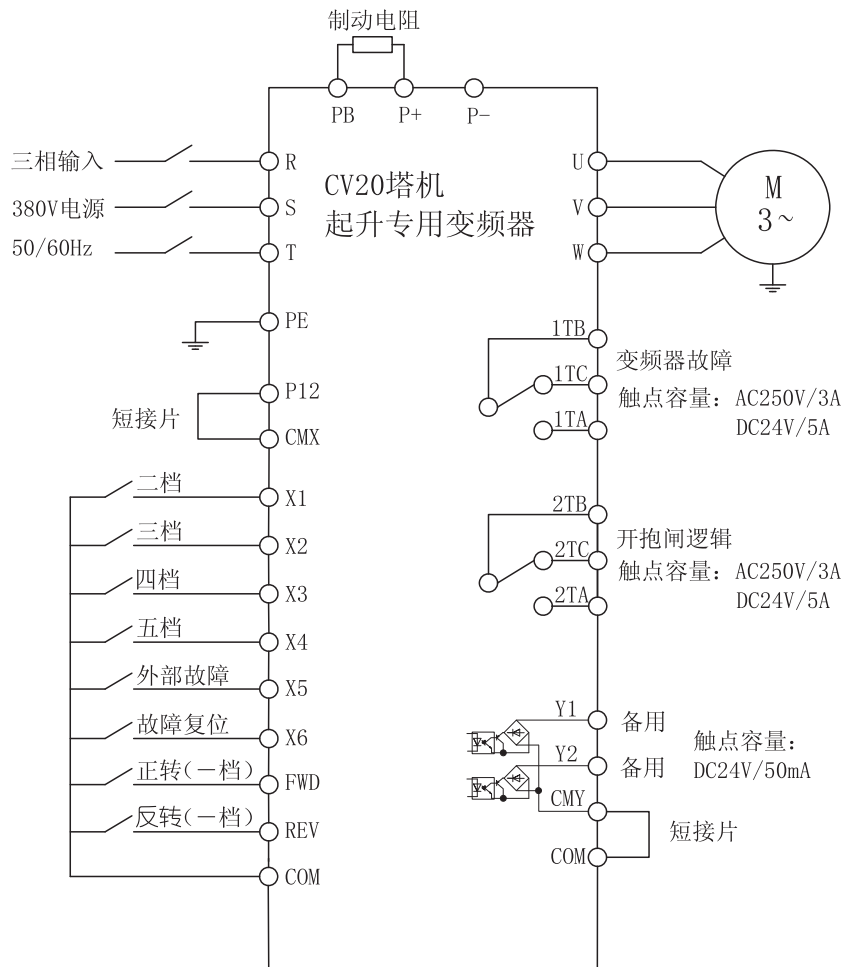 制动电阻
PB
P+
P-
三相输入
380V电源
50/60Hz
R
S
T
CV20塔机
起升专用变频器
U
V
W
M
3~
PE
P12
短接片
CMX
二档
X1
三档
X2
四档
X3
五档
X4
外部故障
X5
故障复位
X6
正转(一档)
FWD
反转(一档)
REV
COM
1TB
1TC
1TA
变频器故障
触点容量：AC250V/3A
DC24V/5A
2TB
2TC
2TA
开抱闸逻辑
触点容量：AC250V/3A
DC24V/5A
Y1
备用
Y2
备用
触点容量：
DC24V/50mA
CMY
短接片
COM